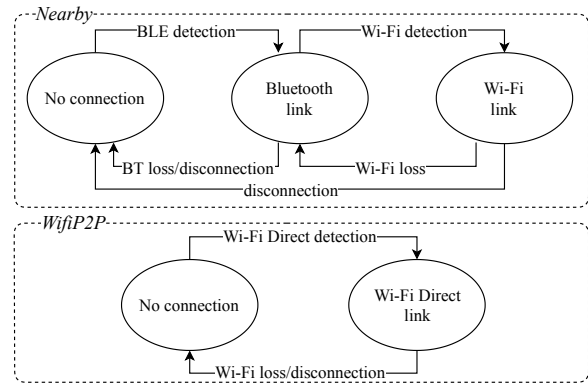 Nearby
BLE detection
Wi-Fi detection
No connection
Bluetooth
link
Wi-Fi
link
BT loss/disconnection
Wi-Fi loss
disconnection
WifiP2P
Wi-Fi Direct detection
No connection
Wi-Fi Direct
link
Wi-Fi loss/disconnection